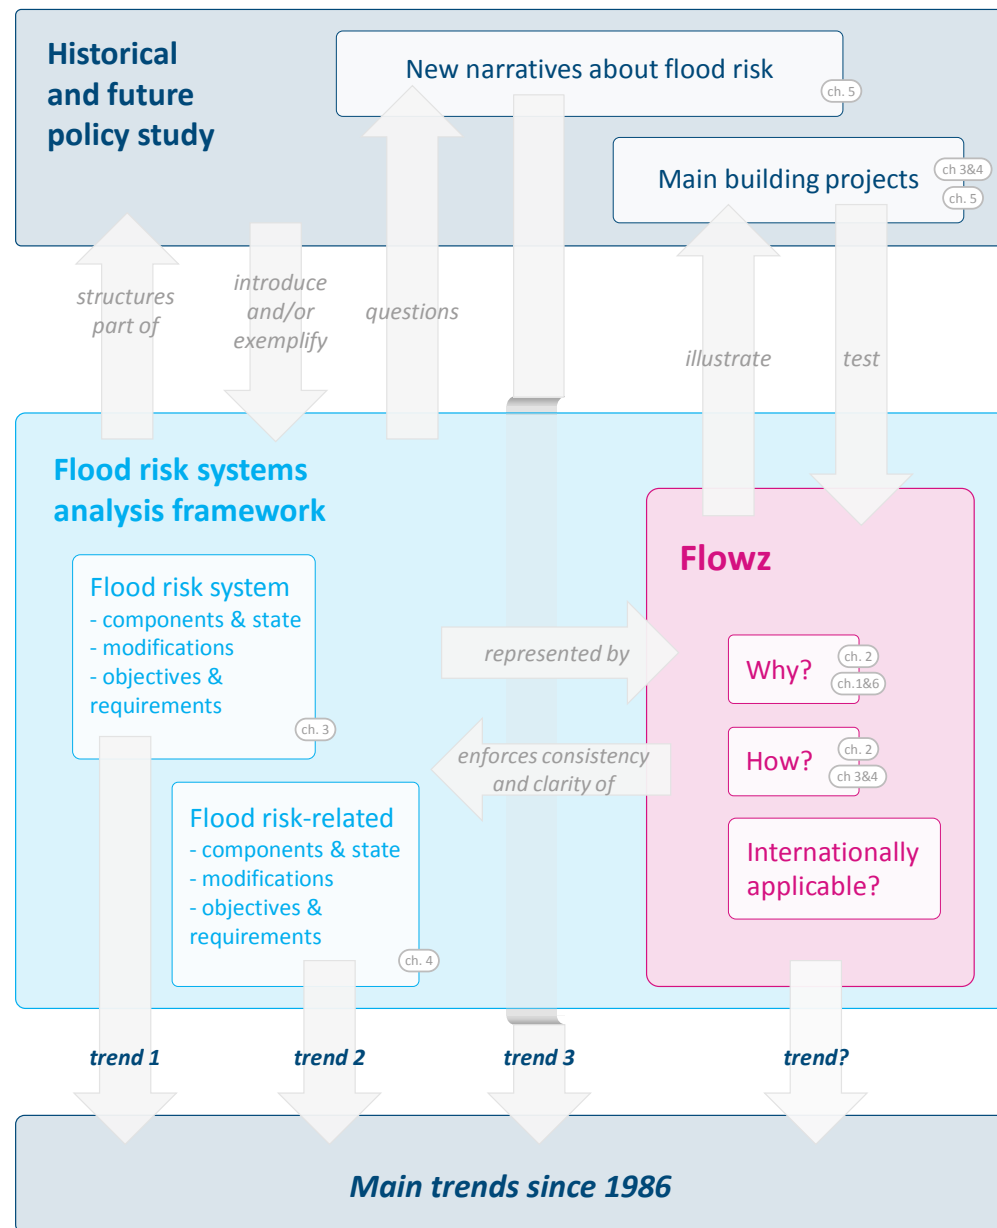 Historical
and future
policy study
New narratives about flood risk
ch. 5
Main building projects
ch 3&4
ch. 5
structures
part of
introduce
and/or
exemplify
questions
illustrate
test
Flood risk systems
analysis framework
Flood risk system
- components & state
- modifications
- objectives &
requirements
ch. 3
Flood risk-related
- components & state
- modifications
- objectives &
requirements
ch. 4
represented by
enforces consistency
and clarity of
Flowz
Why?
ch. 2
ch.1&6
How?
ch. 2
ch 3&4
Internationally
applicable?
trend 1
trend 2
trend 3
trend?
Main trends since 1986